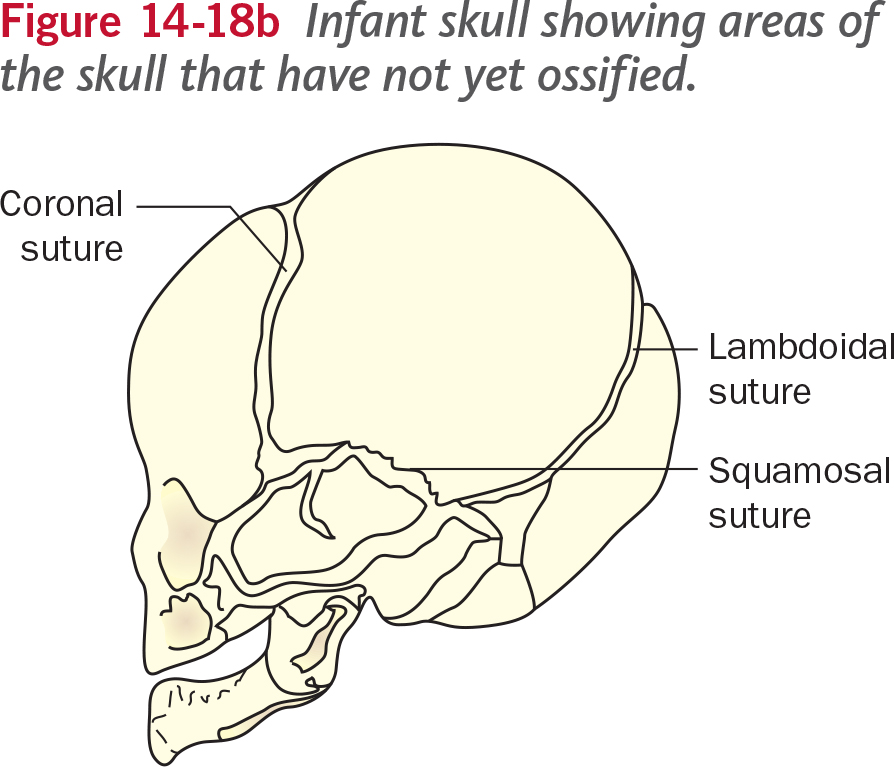 Figure 14-18b Infant skull showing areas of
the skull that have not yet ossified.
Coronal
suture
Lambdoidal
suture
Squamosal
suture